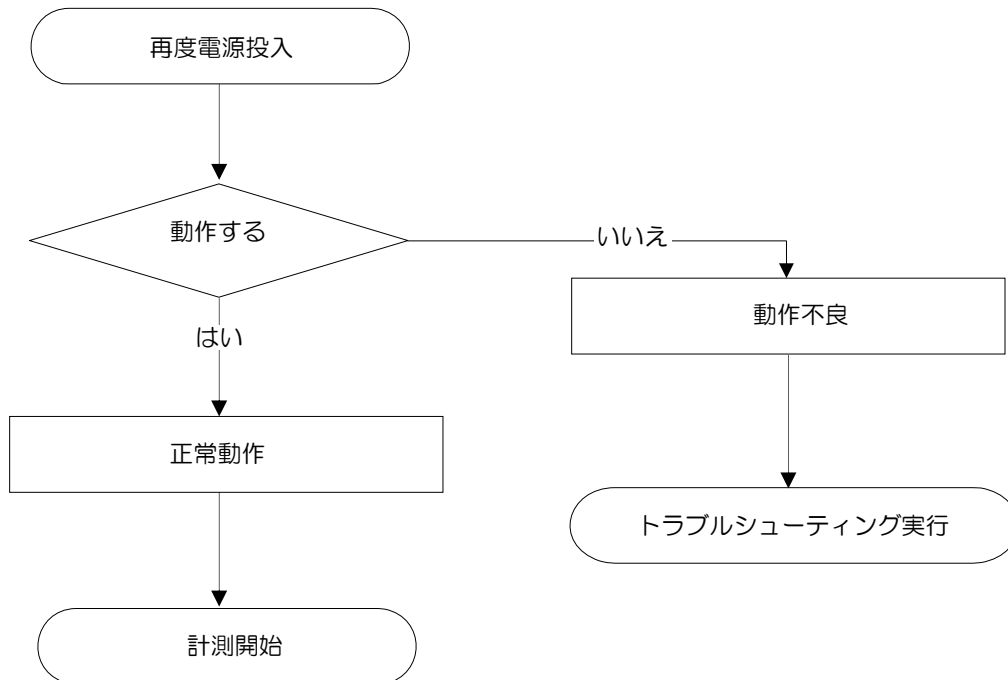 再度電源投入
動作する
いいえ
動作不良
はい
正常動作
トラブルシューティング実行
計測開始